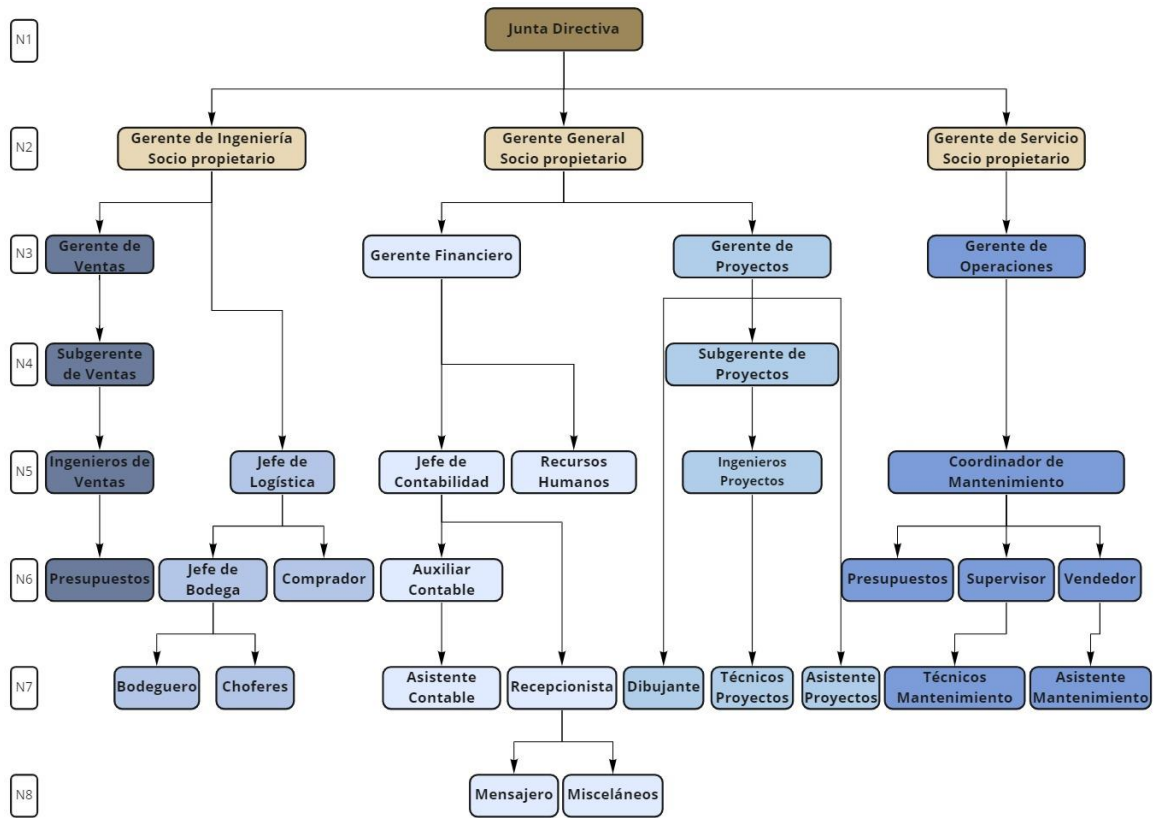 N1
Junta Directiva
N2
Gerente de Ingeniería
Socio propietario
Gerente General
Socio propietario
Gerente de Servicio
Socio propietario
N3
Gerente de
Ventas
Gerente Financiero
Gerente de
Proyectos
Gerente de
Operaciones
N4
Subgerente
de Ventas
Subgerente de
Proyectos
N5
Ingenieros de
Ventas
Jefe de
Logística
Jefe de
Contabilidad
Recursos
Humanos
Ingenieros
Proyectos
Coordinador de
Mantenimiento
N6
Presupuestos
Jefe de
Bodega
Comprador
Auxiliar
Contable
Presupuestos
Supervisor
Vendedor
N7
Bodeguero
Choferes
Asistente
Contable
Recepcionista
Dibujante
Técnicos
Proyectos
Asistente
Proyectos
Técnicos
Mantenimiento
Asistente
Mantenimiento
N8
Mensajero
Misceláneos